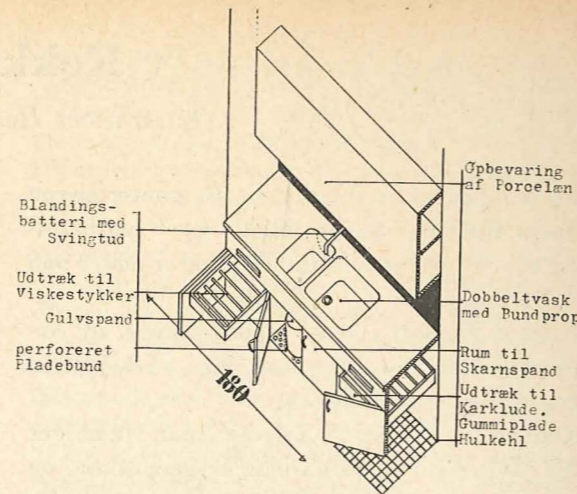 Opbevaring
af Porcelæn
Blandings-
batteri med
Svingtud
Udtræk til
Viskestykker
Gulvspand
perforeret
Pladebund
180
Dobbeltvask
med Bundprop
Rum til
Skarnspand
Udtræk til
Karklude.
Gummiplade
Hulkehl